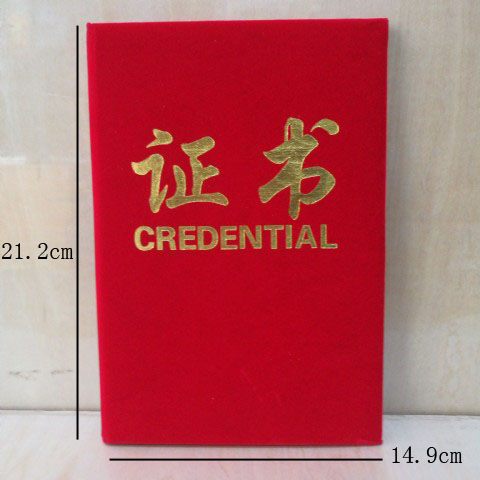 证书
CREDENTIAL
21.2cm
14.9cm